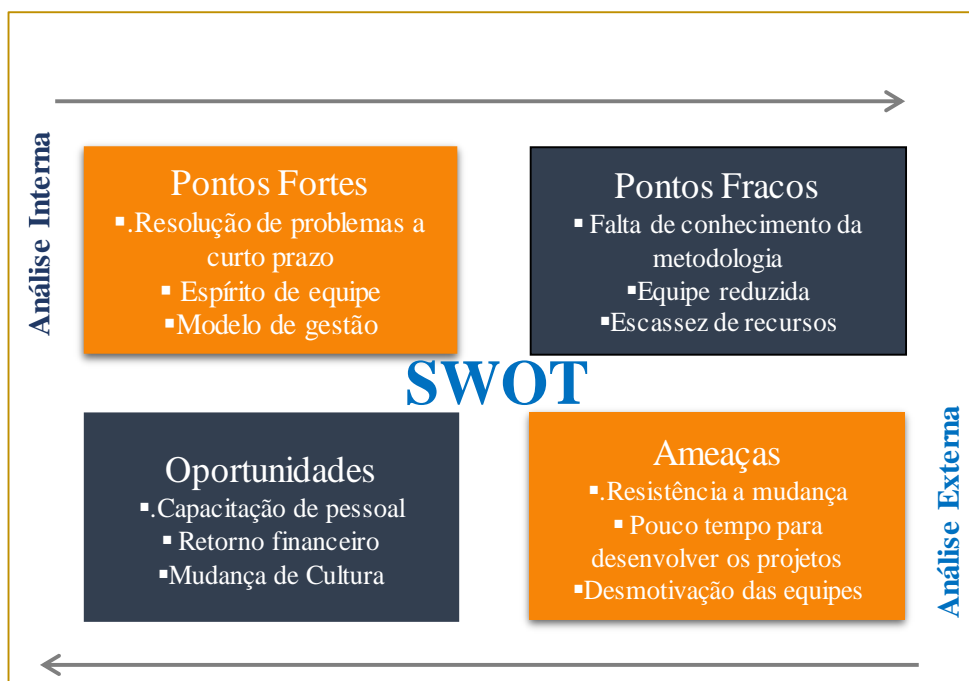 Análise Interna
Pontos Fortes
▪.Resolução de problemas a
curto prazo
▪ Espírito de equipe
▪Modelo de gestão
Pontos Fracos
▪ Falta de conhecimento da
metodologia
▪Equipe reduzida
▪Escassez de recursos
SWOT
Oportunidades
▪.Capacitação de pessoal
▪ Retorno financeiro
▪Mudança de Cultura
Ameaças
▪.Resistência a mudança
▪ Pouco tempo para
desenvolver os projetos
▪Desmotivação das equipes
Análise Externa